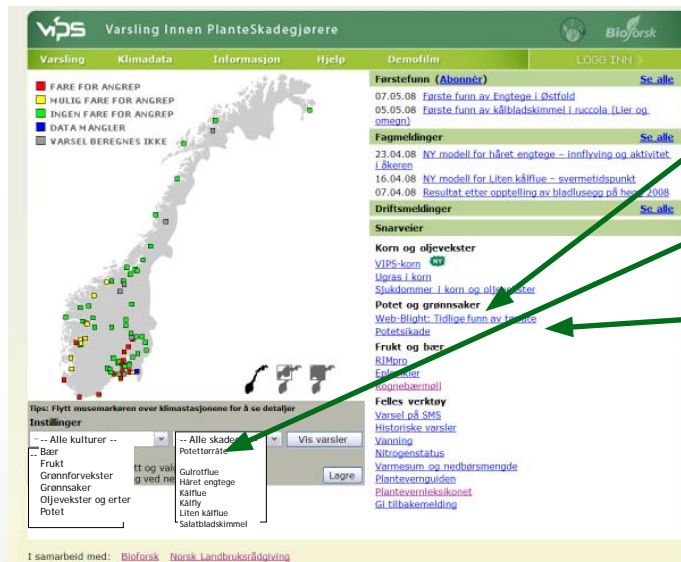 VIPS Varsling Innen PlanteSkadegjørere
Bioforsk
Varsling Klimadata Informasjon Hjelp Demofilm LOGG INN >
FARE FOR ANGREP
MULIG FARE FOR ANGREP
INGEN FARE FOR ANGREP
DATA MANGLER
VARSEL BEREGNES IKKE
Tips: Flytt musemarkøren over klimastasjonene for å se detaljer
Instillinger
-- Alle kulturer --
Bær
Frukt
Grønnforvekster
Grønnsaker
Oljevekster og erter
Potet
-- Alle
Potettørråte
Gulrotflue
Håret engtege
Kålflue
Kålfly
Liten kålflue
Salatbladskimmel
Vis varsler
tt og
g ved
Lagre
Førstefunn (Abonnér) Se alle
07.05.08 Første funn av Engtege i Østfold
05.05.08 Første funn av kålbladskimmel i ruccola (Lier og
omegn)
Fagmeldinger Se alle
23.04.08 NY modell for håret engtege – innflyving og aktivitet
i åkeren
16.04.08 NY modell for Liten kålflue – svermetidspunkt
07.04.08 Resultat etter opptelling av bladlusegg på 2008
Driftsmeldinger Se alle
Snarveier
Korn og oljevekster
VIPS-korn NY
Ugras i korn
Sjukdommer i korn og oljevekster
Potet og grønnsaker
Web-Blight: Tidlige funn av
Potetsikade
Frukt og bær
RIMpro
Rognebærmøll
Felles verktøy
Varsel på SMS
Historiske varsler
Vanning
Nitrogenstatus
Varmesum og nedbørsmengde
Plantevernguiden
Plantevernleksikonet
Gi tilbakemelding
I samarbeid med: Bioforsk Norsk Landbruksrådgiving